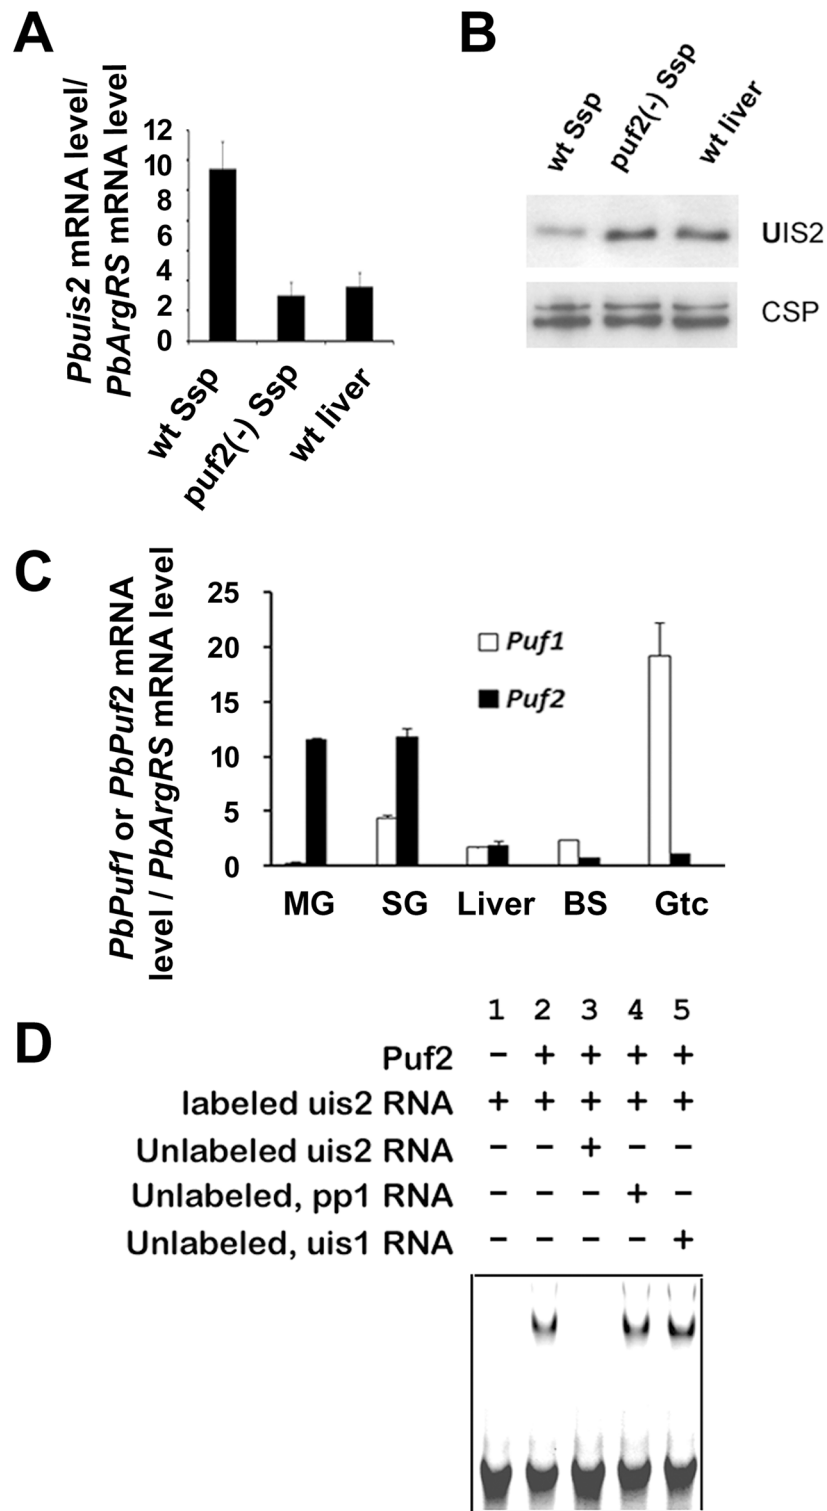 A
Pbuis2 mRNA level/
PbArgRS mRNA level
12
10
8
6
4
2
0
wt Ssp
puf2(-) Ssp
wt liver
B
wt Ssp
puf2(-) Ssp
wt liver
UIS2
CSP
C
PbPuf1 or PbPuf2 mRNA
level / PbArgRS mRNA level
25
20
15
10
5
0
Puf1
Puf2
MG SG Liver BS Gtc
D
1 2 3 4 5
Puf2 – + + + +
labeled uis2 RNA + + + + +
Unlabeled uis2 RNA – – + – –
Unlabeled, pp1 RNA – – – + –
Unlabeled, uis1 RNA – – – – +